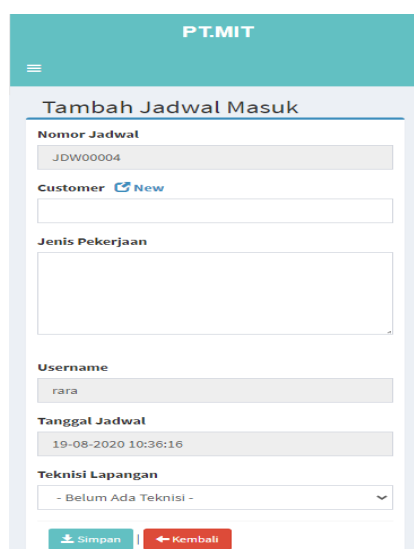 PT.MIT
Tambah Jadwal Masuk
Nomor Jadwal
JDW00004
Customer New
Jenis Pekerjaan
Username
rara
Tanggal Jadwal
19-08-2020 10:36:16
Teknisi Lapangan
- Belum Ada Teknisi -
Simpan | Kembali